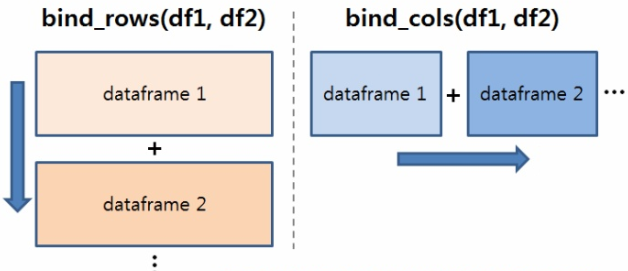 bind_rows(df1, df2)
dataframe 1
+
dataframe 2
:
bind_cols(df1, df2)
dataframe 1 + dataframe 2 ...